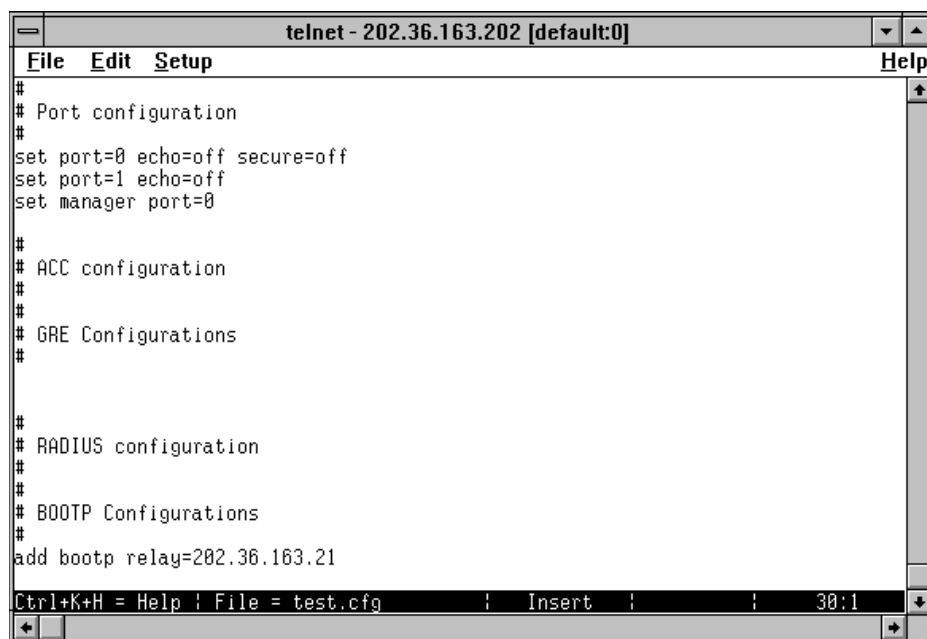 telnet - 202.36.163.202 [default:0]
File Edit Setup Help
#
# Port configuration
#
set port=0 echo=off secure=off
set port=1 echo=off
set manager port=0
#
# ACC configuration
#
#
# GRE Configurations
#
#
# RADIUS configuration
#
#
# BOOTP Configurations
#
add bootp relay=202.36.163.21
Ctrl+K+H = Help ¦ File = test.cfg ¦ Insert ¦ ¦ 30:1